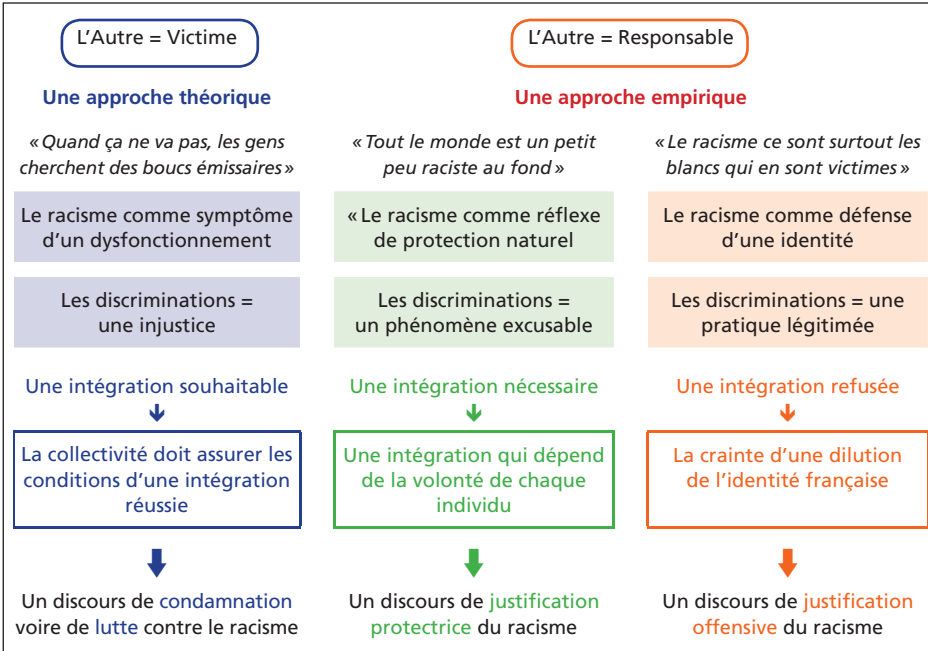 L'Autre = Victime
L'Autre = Responsable
Une approche théorique
Une approche empirique
« Quand ça ne va pas, les gens
cherchent des boucs émissaires »
« Tout le monde est un petit
peu raciste au fond »
« Le racisme ce sont surtout les
blancs qui en sont victimes »
Le racisme comme symptôme
d'un dysfonctionnement
« Le racisme comme réflexe
de protection naturel
Le racisme comme défense
d'une identité
Les discriminations =
une injustice
Les discriminations =
un phénomène excusable
Les discriminations = une
pratique légitimée
Une intégration souhaitable
Une intégration nécessaire
Une intégration refusée
La collectivité doit assurer les
conditions d'une intégration
réussie
Une intégration qui dépend
de la volonté de chaque
individu
La crainte d'une dilution
de l'identité française
Un discours de condamnation
voire de lutte contre le racisme
Un discours de justification
protectrice du racisme
Un discours de justification
offensive du racisme